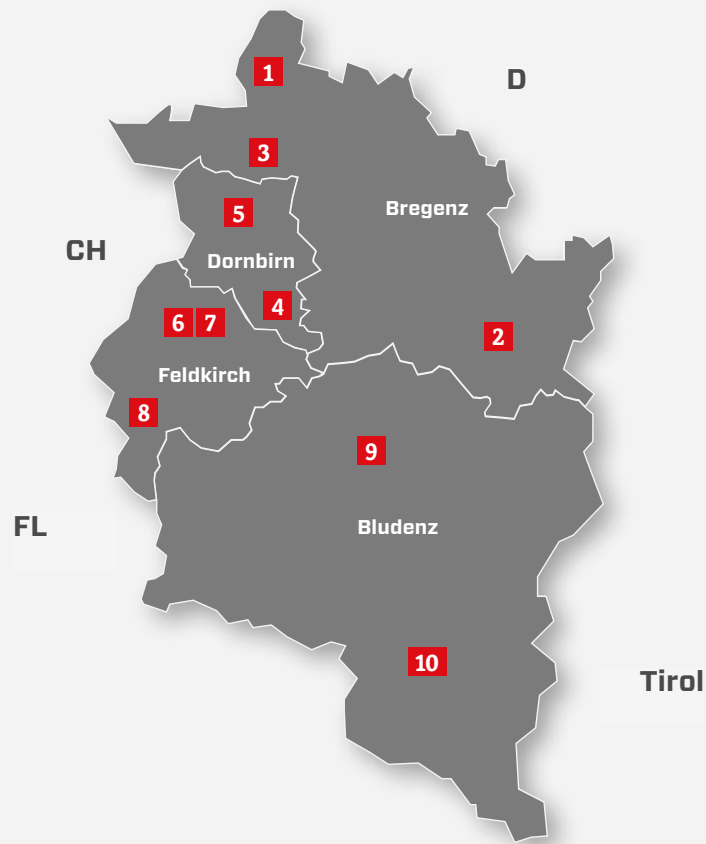 1
D
3
Bregenz
5
CH
Dornbirn
4
6 7
2
Feldkirch
8
9
FL
Bludenz
10
Tirol